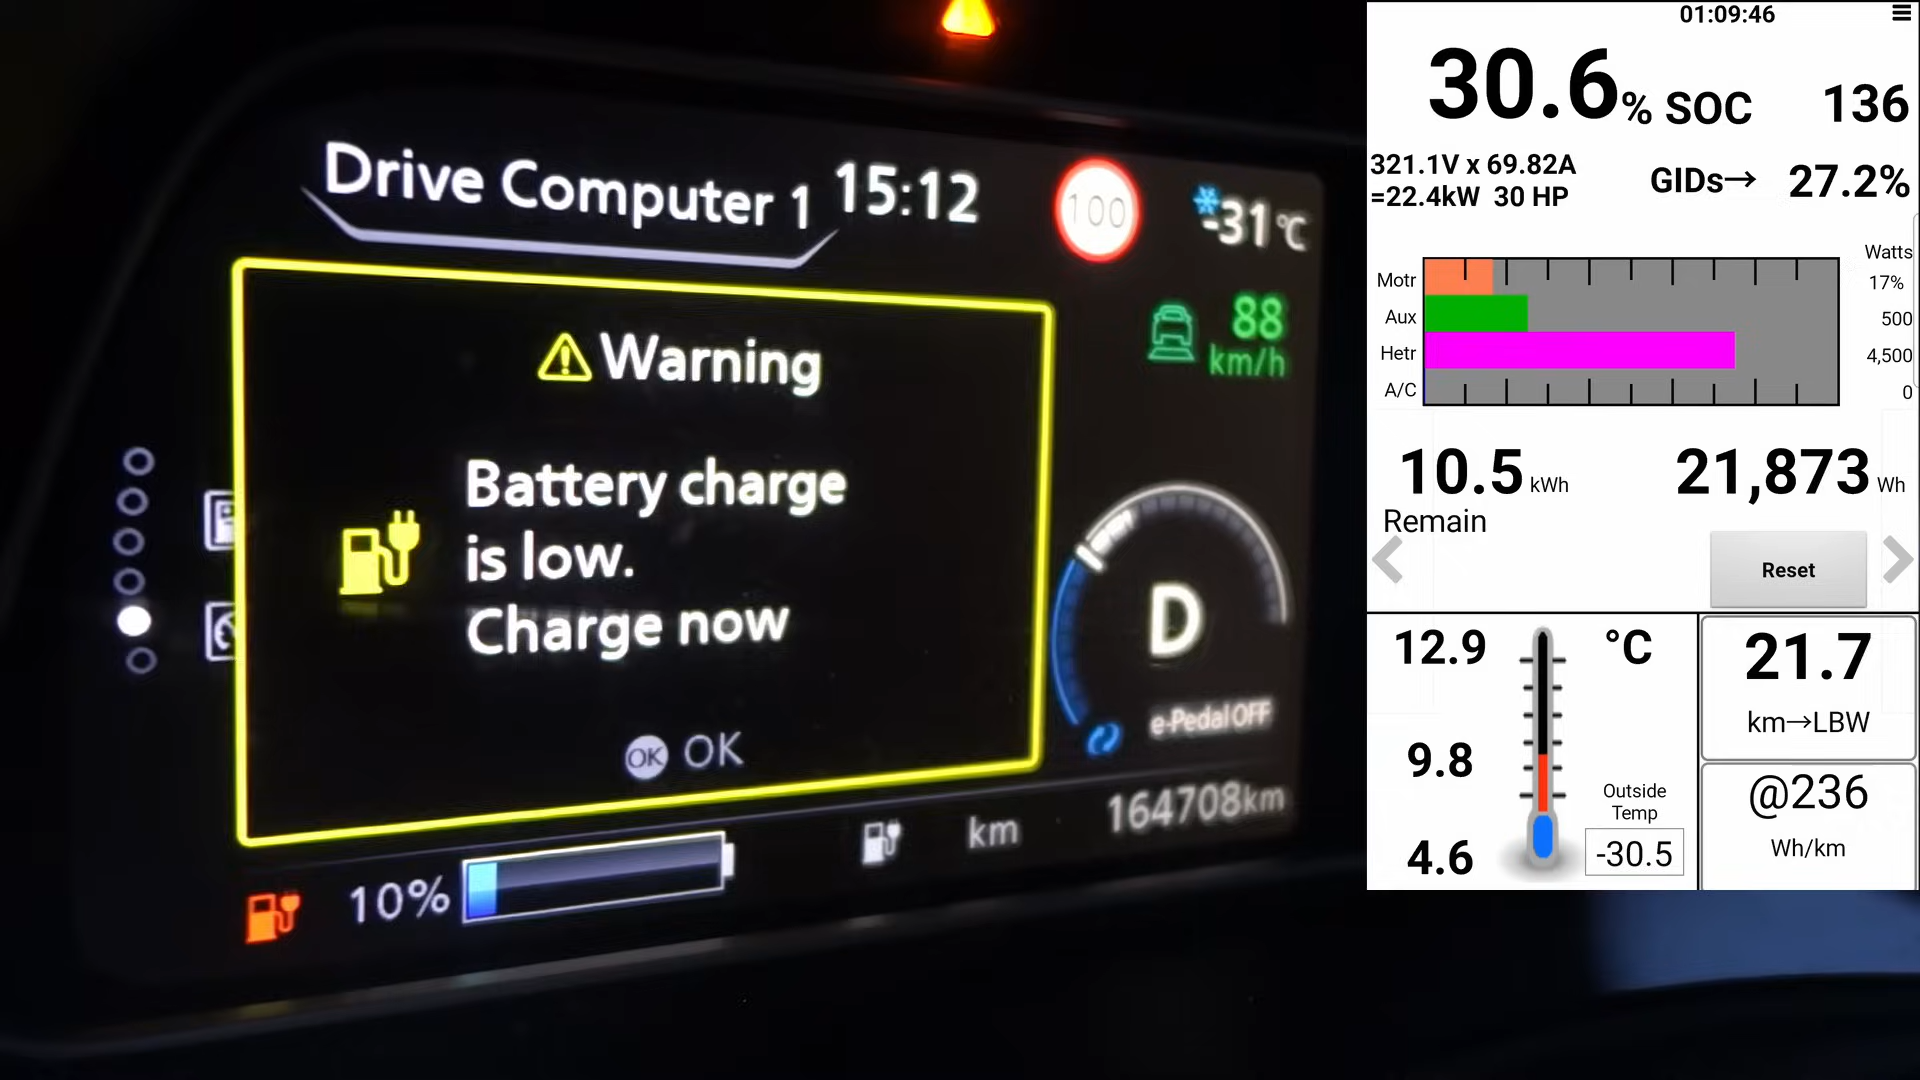 Drive Computer 1
15:12
100
-31°C
88
km/h
Warning
Battery charge
is low.
Charge now
OK OK
D
e-Pedal OFF
164708km
km
10%
01:09:46
30.6% SOC 136
321.1V x 69.82A
=22.4kW 30 HP
GIDs→ 27.2%
Watts
Motr 17%
Aux 500
Hetr 4,500
A/C 0
10.5 kWh
Remain
21,873 Wh
Reset
12.9 °C
9.8
4.6
Outside
Temp
-30.5
21.7
km→LBW
@236
Wh/km